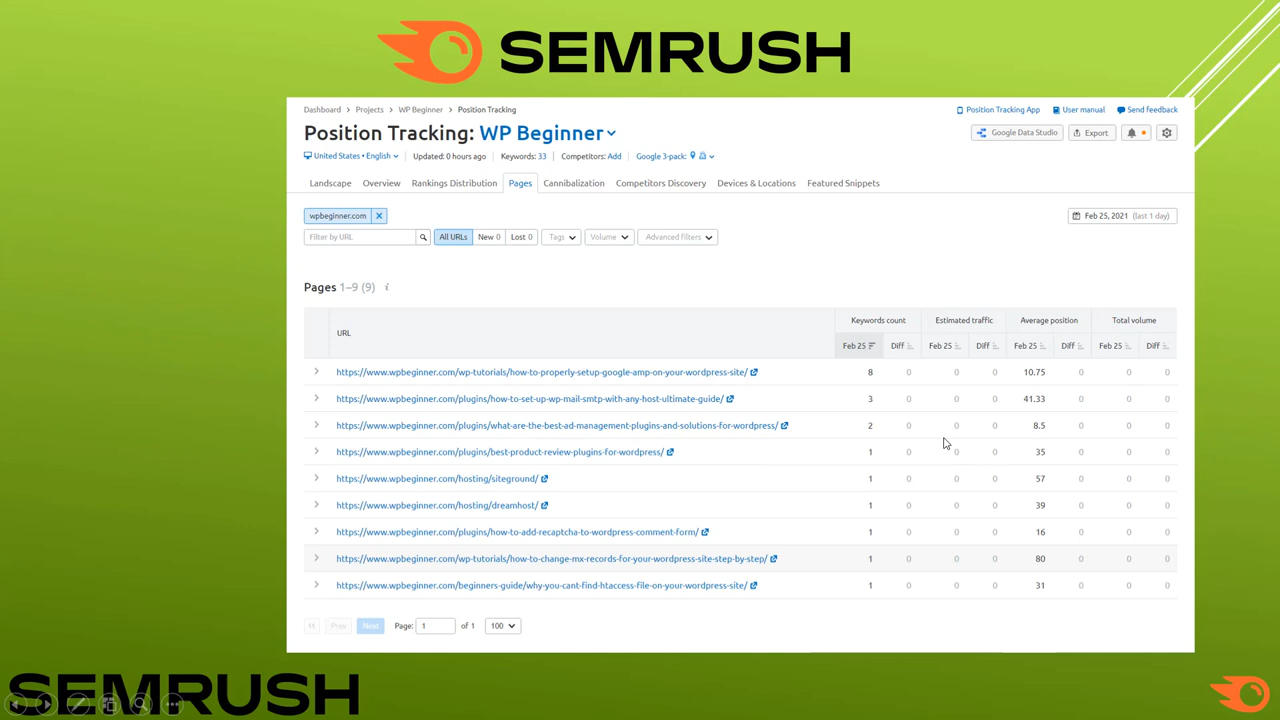 SEMRUSH
Dashboard > Projects > WP Beginner > Position Tracking
Position Tracking App User manual Send feedback
Position Tracking: WP Beginner
Google Data Studio Export
United States • English Updated: 0 hours ago Keywords: 33 Competitors: Add Google 3-pack:
Landscape Overview Rankings Distribution Pages Cannibalization Competitors Discovery Devices & Locations Featured Snippets
wpbeginner.com × Feb 25, 2021 (last 1 day)
Filter by URL All URLs New 0 Lost 0 Tags Volume Advanced filters
Pages 1–9 (9) i
URL Keywords count Estimated traffic Average position Total volume
Feb 25 Diff Feb 25 Diff Feb 25 Diff Feb 25 Diff
https://www.wpbeginner.com/wp-tutorials/how-to-properly-setup-google-amp-on-your-wordpress-site/ 8 0 0 0 10.75 0 0 0
https://www.wpbeginner.com/plugins/how-to-set-up-wp-mail-smtp-with-any-host-ultimate-guide/ 3 0 0 0 41.33 0 0 0
https://www.wpbeginner.com/plugins/what-are-the-best-ad-management-plugins-and-solutions-for-wordpress/ 2 0 0 0 8.5 0 0 0
https://www.wpbeginner.com/plugins/best-product-review-plugins-for-wordpress/ 1 0 0 0 35 0 0 0
https://www.wpbeginner.com/hosting/siteground/ 1 0 0 0 57 0 0 0
https://www.wpbeginner.com/hosting/dreamhost/ 1 0 0 0 39 0 0 0
https://www.wpbeginner.com/plugins/how-to-add-recaptcha-to-wordpress-comment-form/ 1 0 0 0 16 0 0 0
https://www.wpbeginner.com/wp-tutorials/how-to-change-mx-records-for-your-wordpress-site-step-by-step/ 1 0 0 0 80 0 0 0
https://www.wpbeginner.com/beginners-guide/why-you-cant-find-htaccess-file-on-your-wordpress-site/ 1 0 0 0 31 0 0 0
Prev Next Page: 1 of 1 100
SEMRUSH